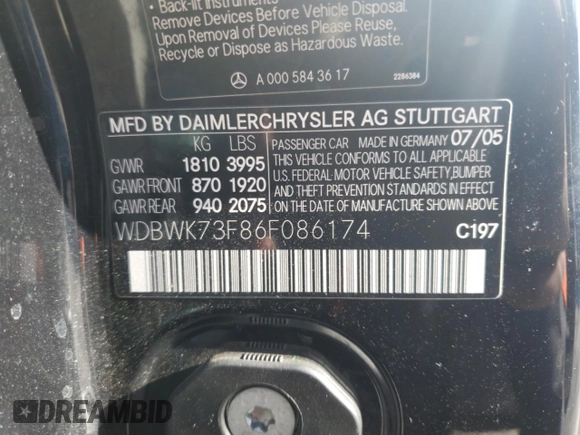 • Back-lit Instruments
Remove Devices Before Vehicle Disposal.
Upon Removal of Devices Please Reuse,
Recycle or Dispose as Hazardous Waste.
A 000 584 36 17
2286384
MFD BY DAIMLERCHRYSLER AG STUTTGART
KG LBS
GVWR 1810 3995
GAWR FRONT 870 1920
GAWR REAR 940 2075
PASSENGER CAR MADE IN GERMANY 07/05
THIS VEHICLE CONFORMS TO ALL APPLICABLE
U.S. FEDERAL MOTOR VEHICLE SAFETY,BUMPER
AND THEFT PREVENTION STANDARDS IN EFFECT
ON THE DATE OF MANUFACTURE SHOWN ABOVE.
WDBWK73F86F086174
C197
DREAMBID